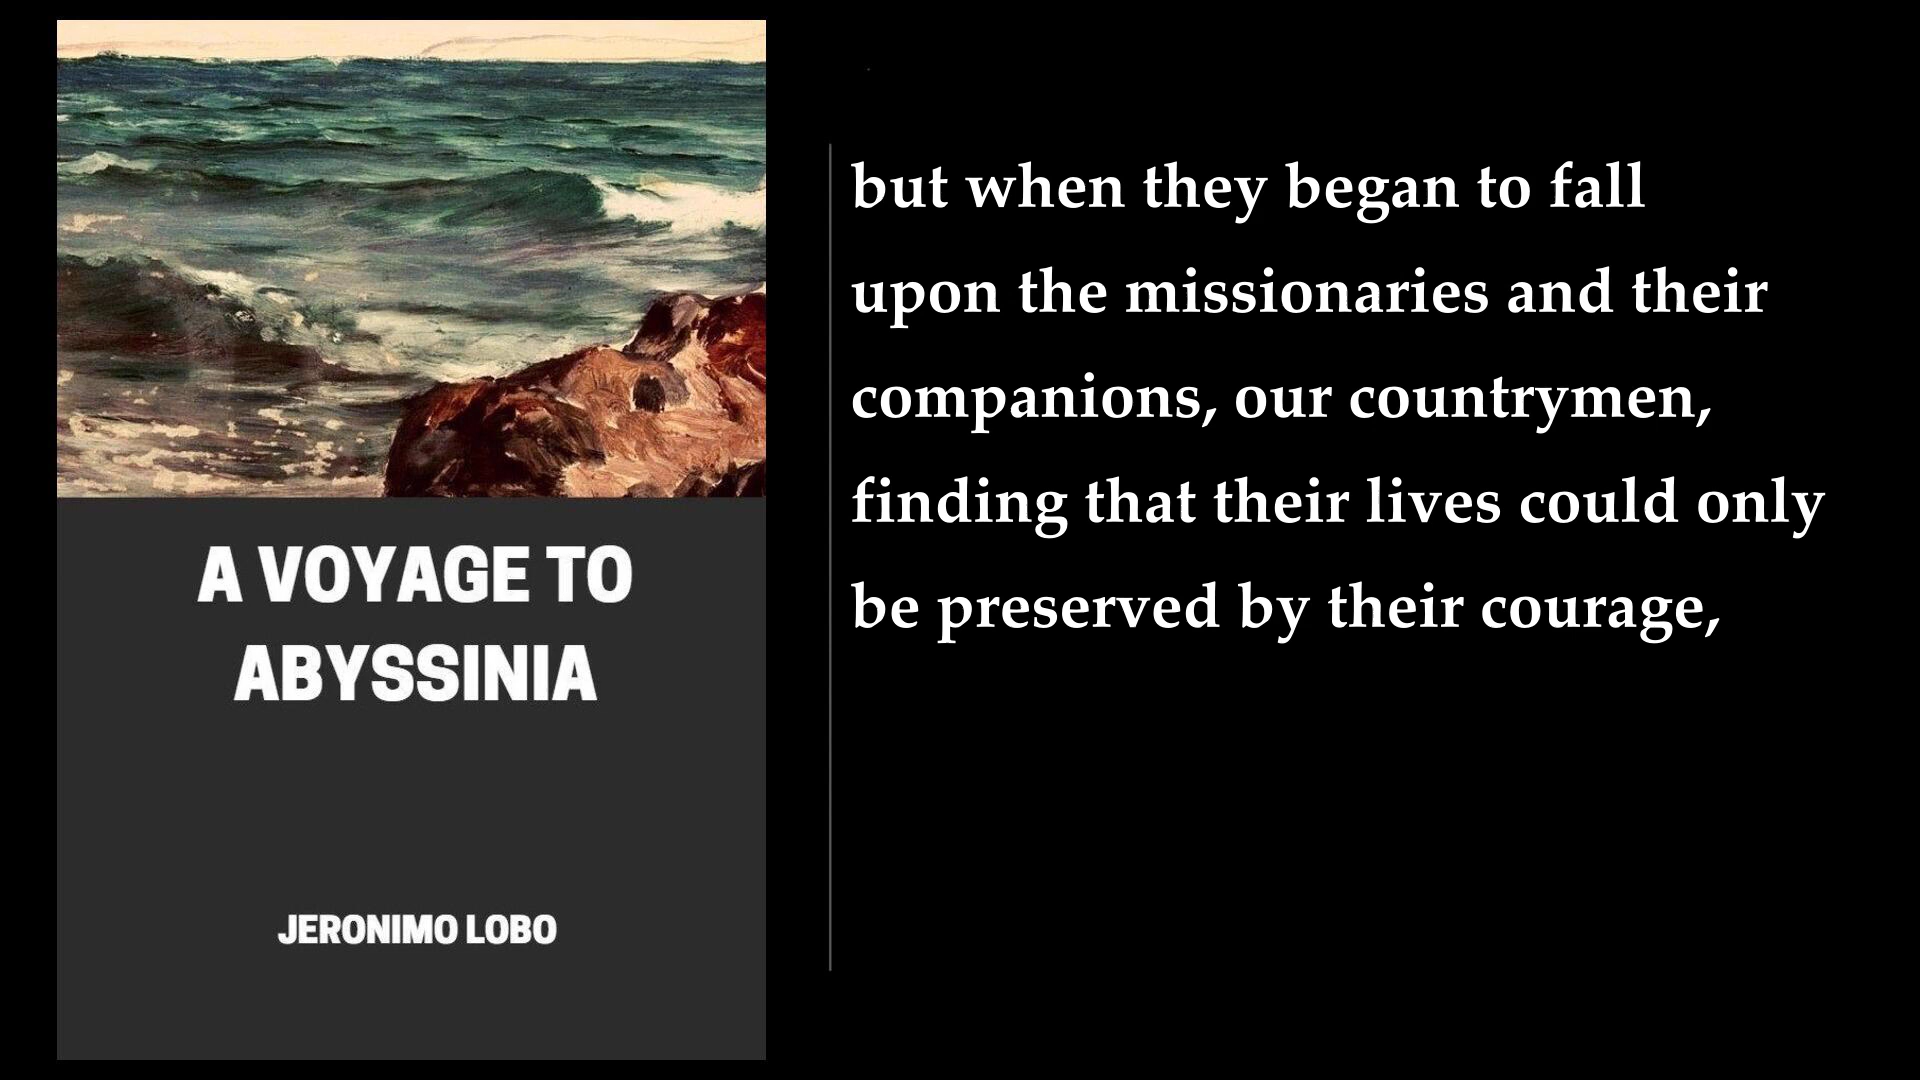 A VOYAGE TO
ABYSSINIA
JERONIMO LOBO
but when they began to fall
upon the missionaries and their
companions, our countrymen,
finding that their lives could only
be preserved by their courage,